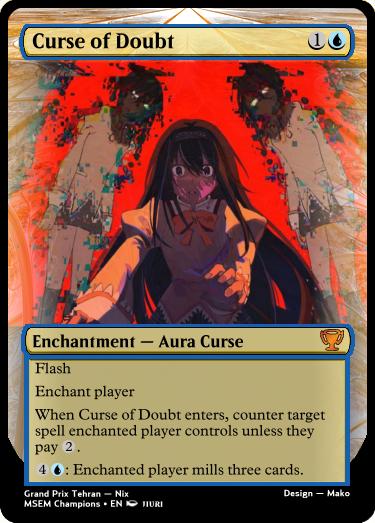 Curse of Doubt 1
Enchantment — Aura Curse
Flash
Enchant player
When Curse of Doubt enters, counter target
spell enchanted player controls unless they
pay 2.
4: Enchanted player mills three cards.
Grand Prix Tehran — Nix
MSEM Champions • EN JIURI
Design — Mako